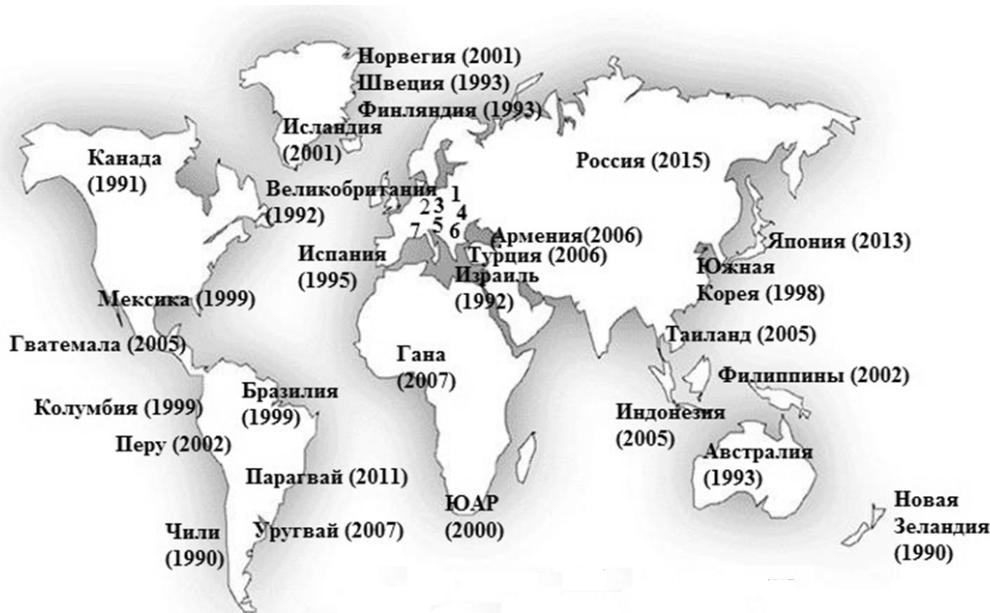 Норвегия (2001)
Швеция (1993)
Финляндия (1993)
Исландия
(2001)
Канада
(1991)
Россия (2015)
Великобритания
(1992)
1
2
3
4
5
6
7
Испания
(1995)
Армения(2006)
Турция (2006)
Израиль
(1992)
Япония (2013)
Южная
Корея (1998)
Мексика (1999)
Гватемала (2005)
Таиланд (2005)
Гана
(2007)
Филиппины (2002)
Бразилия
(1999)
Колумбия (1999)
Индонезия
(2005)
Перу (2002)
Австралия
(1993)
Парагвай (2011)
ЮАР
(2000)
Новая
Зеландия
(1990)
Чили
(1990)
Уругвай (2007)